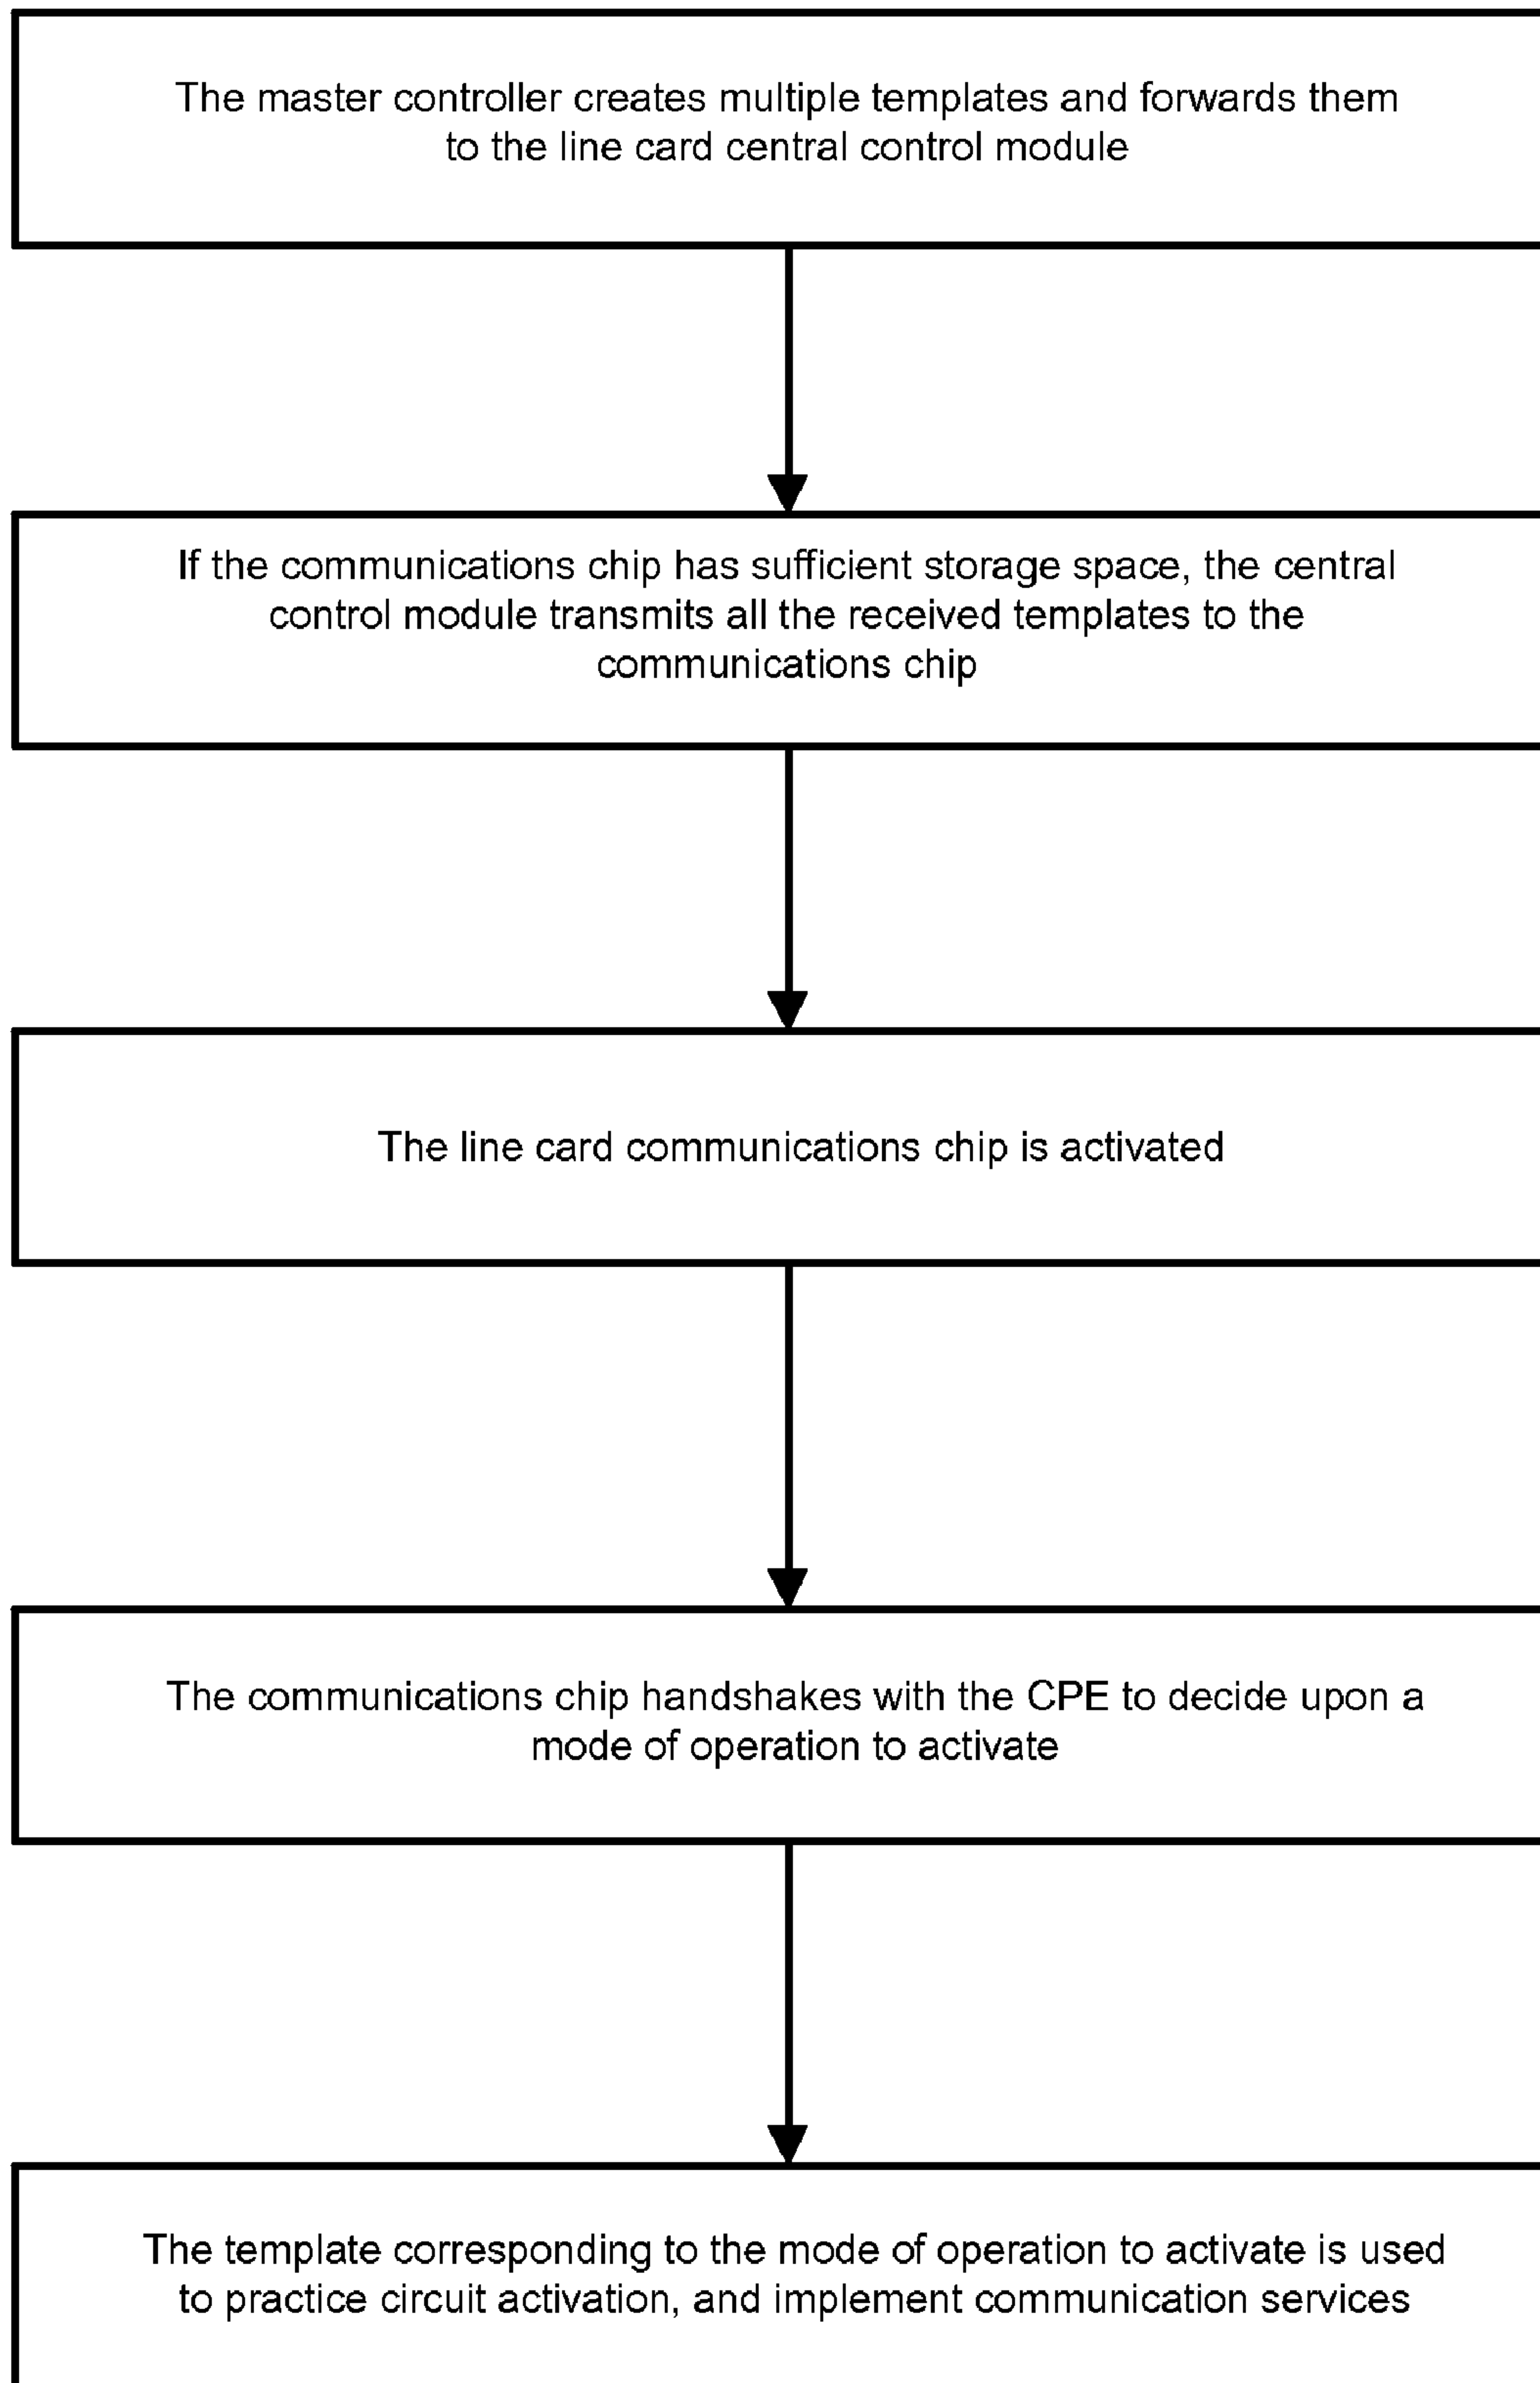 The master controller creates multiple templates and forwards them
to the line card central control module
If the communications chip has sufficient storage space, the central
control module transmits all the received templates to the
communications chip
The line card communications chip is activated
The communications chip handshakes with the CPE to decide upon a
mode of operation to activate
The template corresponding to the mode of operation to activate is used
to practice circuit activation, and implement communication services